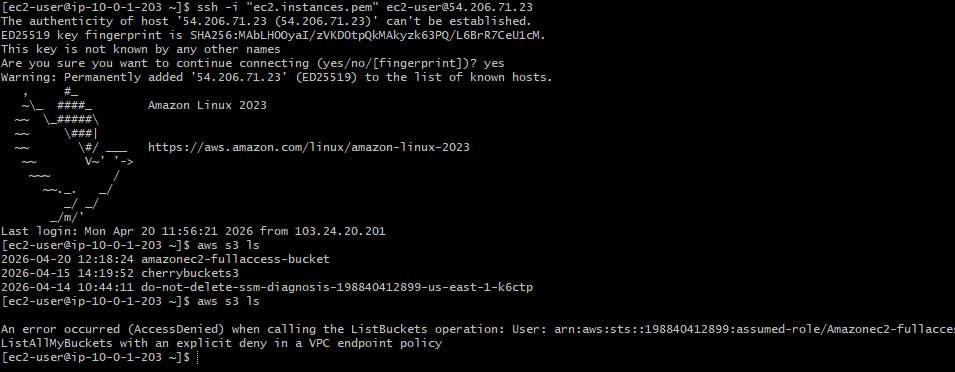 [ec2-user@ip-10-0-1-203 ~]$ ssh -i "ec2.instances.pem" ec2-user@54.206.71.23
The authenticity of host '54.206.71.23 (54.206.71.23)' can't be established.
ED25519 key fingerprint is SHA256:MAbLH0OyaI/zVKDOtpQkMAkyzk63PQ/L6BrR7CeU1cM.
This key is not known by any other names
Are you sure you want to continue connecting (yes/no/[fingerprint])? yes
Warning: Permanently added '54.206.71.23' (ED25519) to the list of known hosts.
   ,     #_
   ~\_  ####_        Amazon Linux 2023
  ~~  \_#####\
  ~~     \###|
  ~~       \#/ ___   https://aws.amazon.com/linux/amazon-linux-2023
   ~~       V~' '->
    ~~~         /
      ~~._.   _/
         _/ _/
       _/m/'
Last login: Mon Apr 20 11:56:21 2026 from 103.24.20.201
[ec2-user@ip-10-0-1-203 ~]$ aws s3 ls
2026-04-20 12:18:24 amazonec2-fullaccess-bucket
2026-04-15 14:19:52 cherrybuckets3
2026-04-14 10:44:11 do-not-delete-ssm-diagnosis-198840412899-us-east-1-k6ctp
[ec2-user@ip-10-0-1-203 ~]$ aws s3 ls
An error occurred (AccessDenied) when calling the ListBuckets operation: User: arn:aws:sts::198840412899:assumed-role/Amazonec2-fullacces
ListAllMyBuckets with an explicit deny in a VPC endpoint policy
[ec2-user@ip-10-0-1-203 ~]$